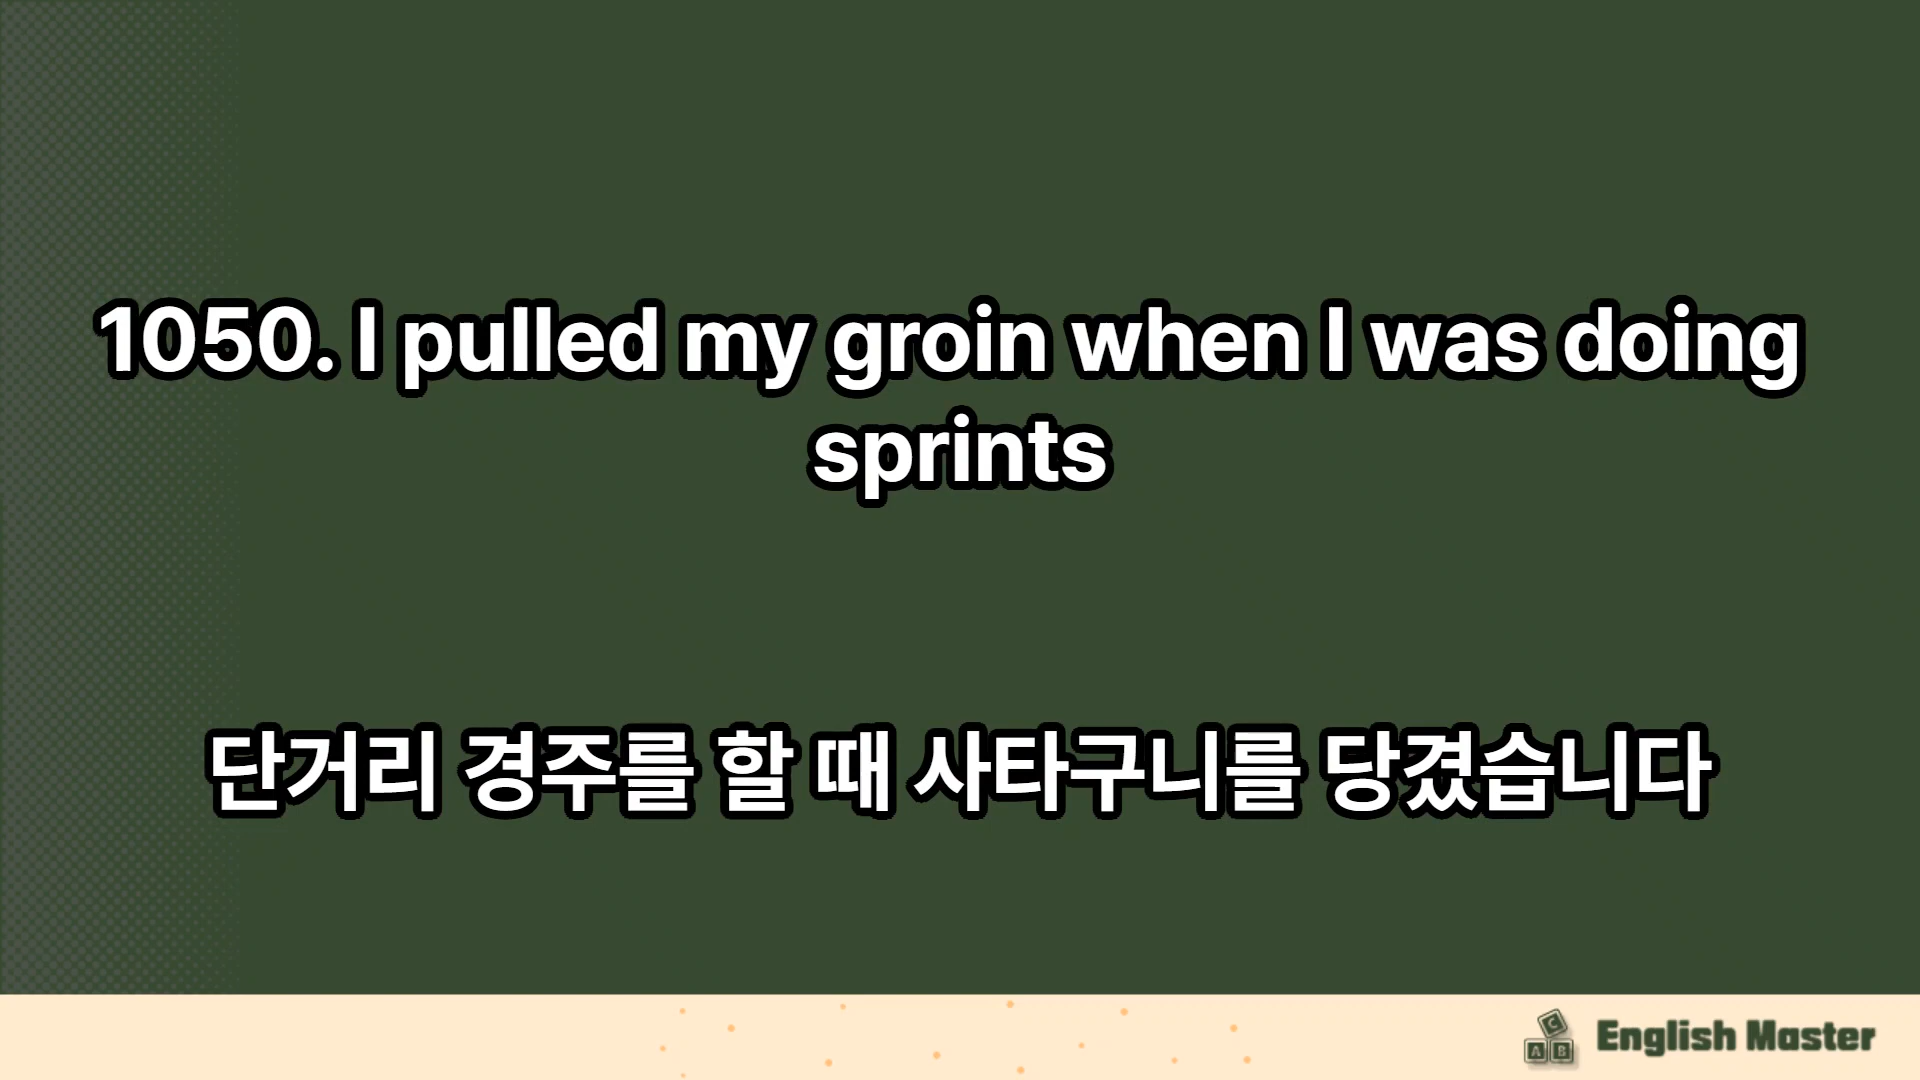 1050. I pulled my groin when I was doing
sprints
단거리 경주를 할 때 사타구니를 당겼습니다
C
A B
English Master